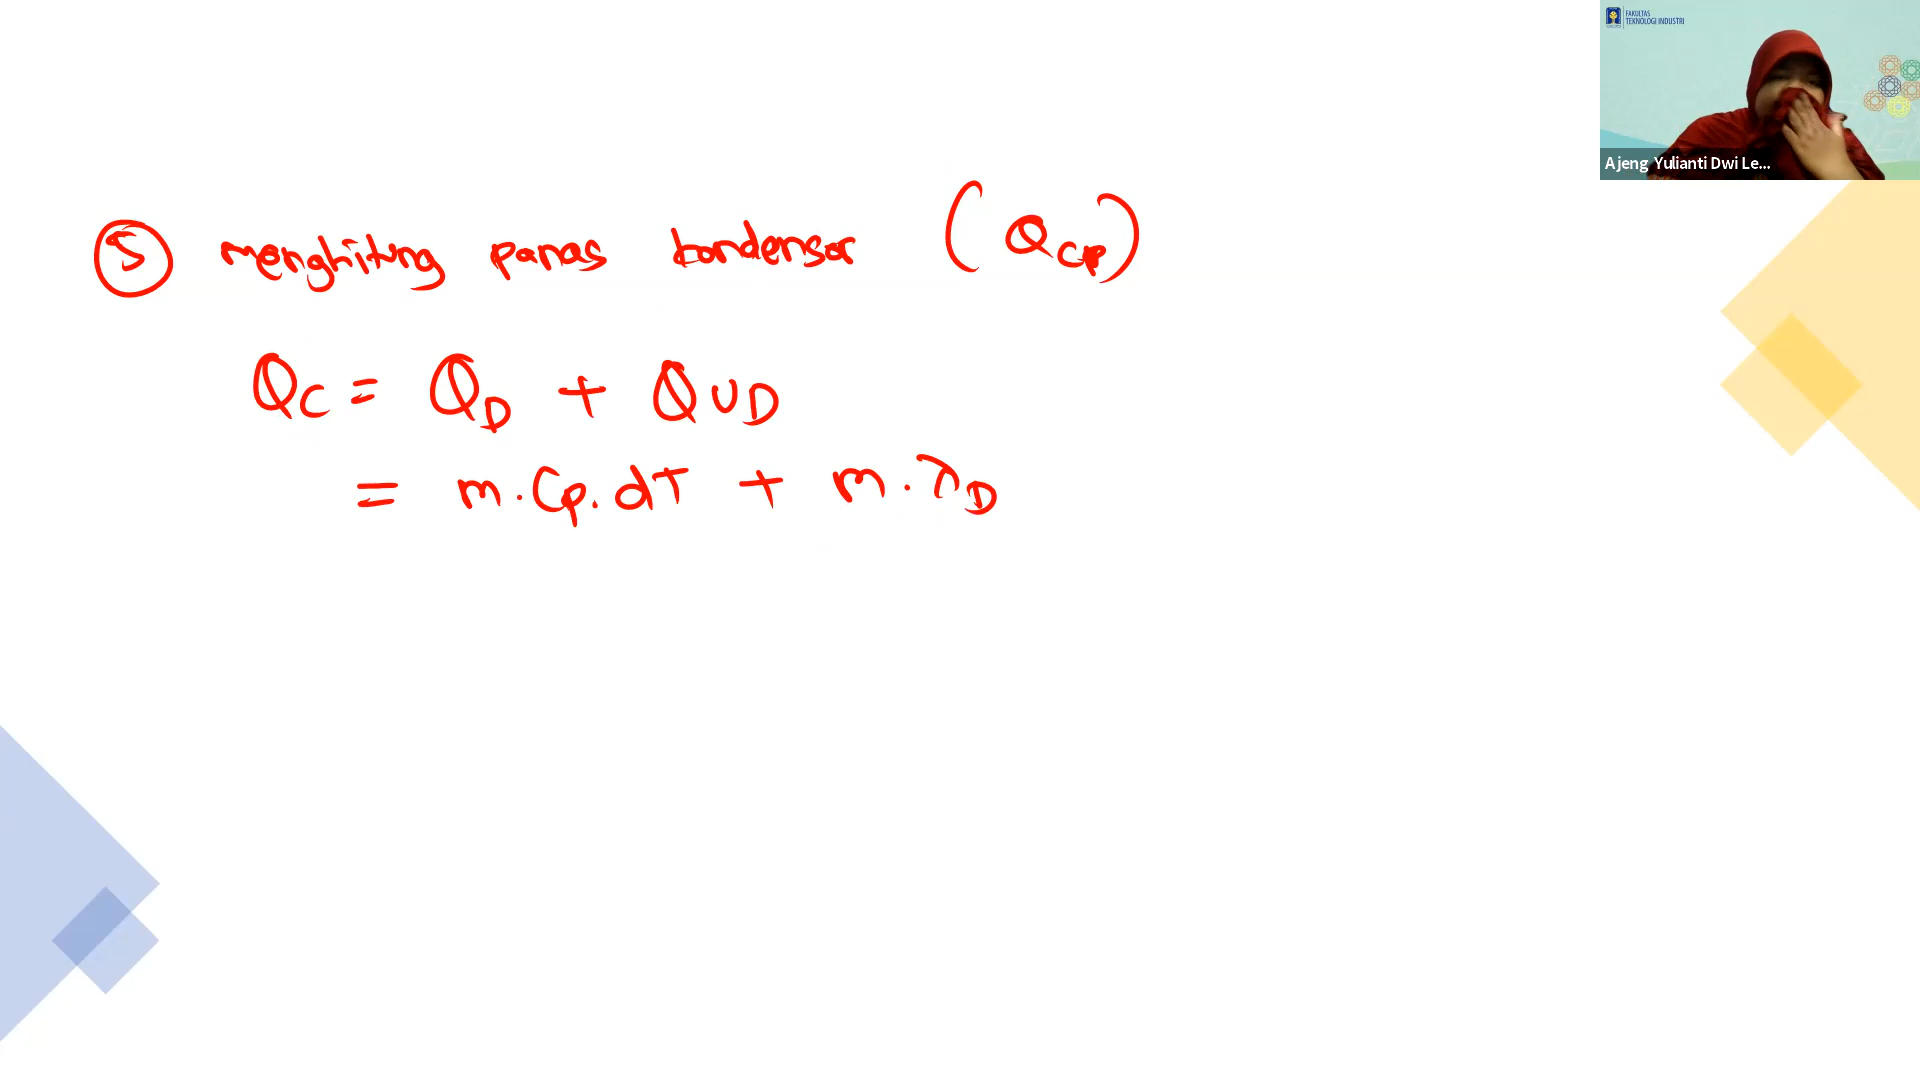 FAKULTAS
TEKNOLOGI INDUSTRI
Ajeng Yulianti Dwi Le...
5 menghitung panas kondensor (Qcp)
Qc = QD + QUD
= m.Cp.dT + m.λD